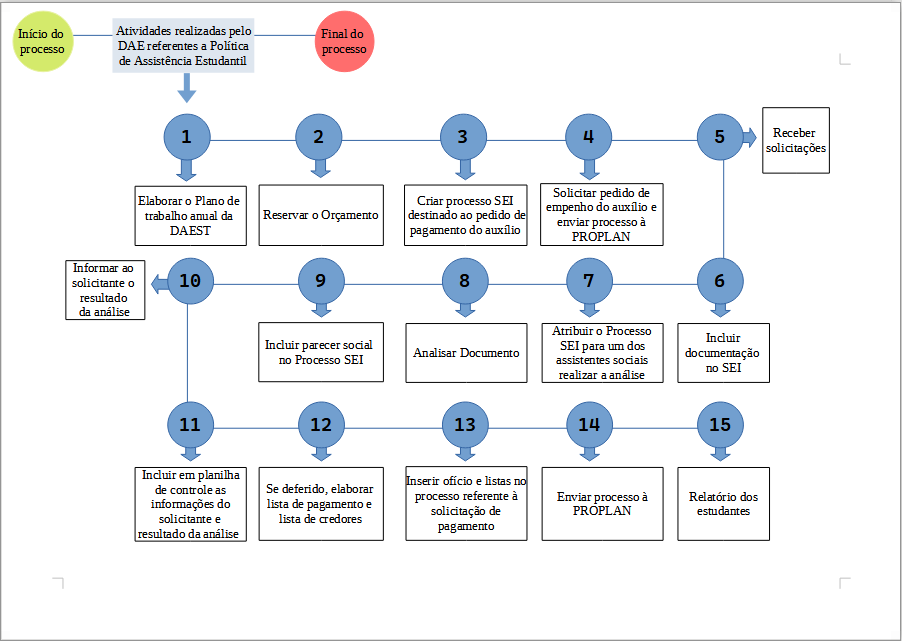 Início do
processo
Atividades realizadas pelo
DAE referentes a Política
de Assistência Estudantil
Final do
processo
1
2
3
4
5
Receber
solicitações
Elaborar o Plano de
trabalho anual da
DAEST
Reservar o Orçamento
Criar processo SEI
destinado ao pedido de
pagamento do auxílio
Solicitar pedido de
empenho do auxílio e
enviar processo à
PROPLAN
Informar ao
solicitante o
resultado
da análise
10
9
8
7
6
Incluir parecer social
no Processo SEI
Analisar Documento
Atribuir o Processo
SEI para um dos
assistentes sociais
realizar a análise
Incluir
documentação
no SEI
11
12
13
14
15
Incluir em planilha
de controle as
informações do
solicitante e
resultado da análise
Se deferido, elaborar
lista de pagamento e
lista de credores
Inserir ofício e listas no
processo referente à
solicitação de
pagamento
Enviar processo à
PROPLAN
Relatório dos
estudantes